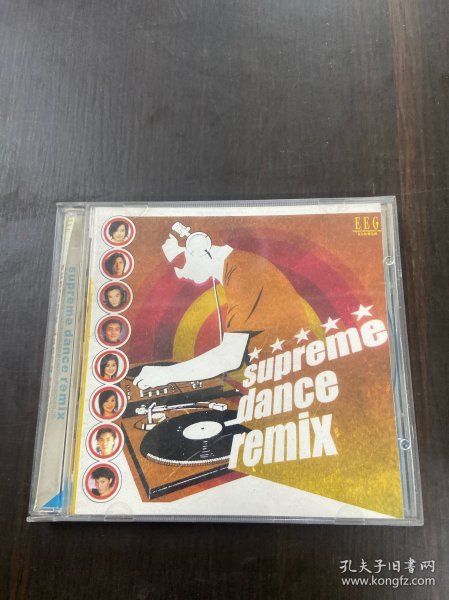 EEG
supreme
dance
remix
supreme dance remix
孔夫子旧书网
www.kongfz.com